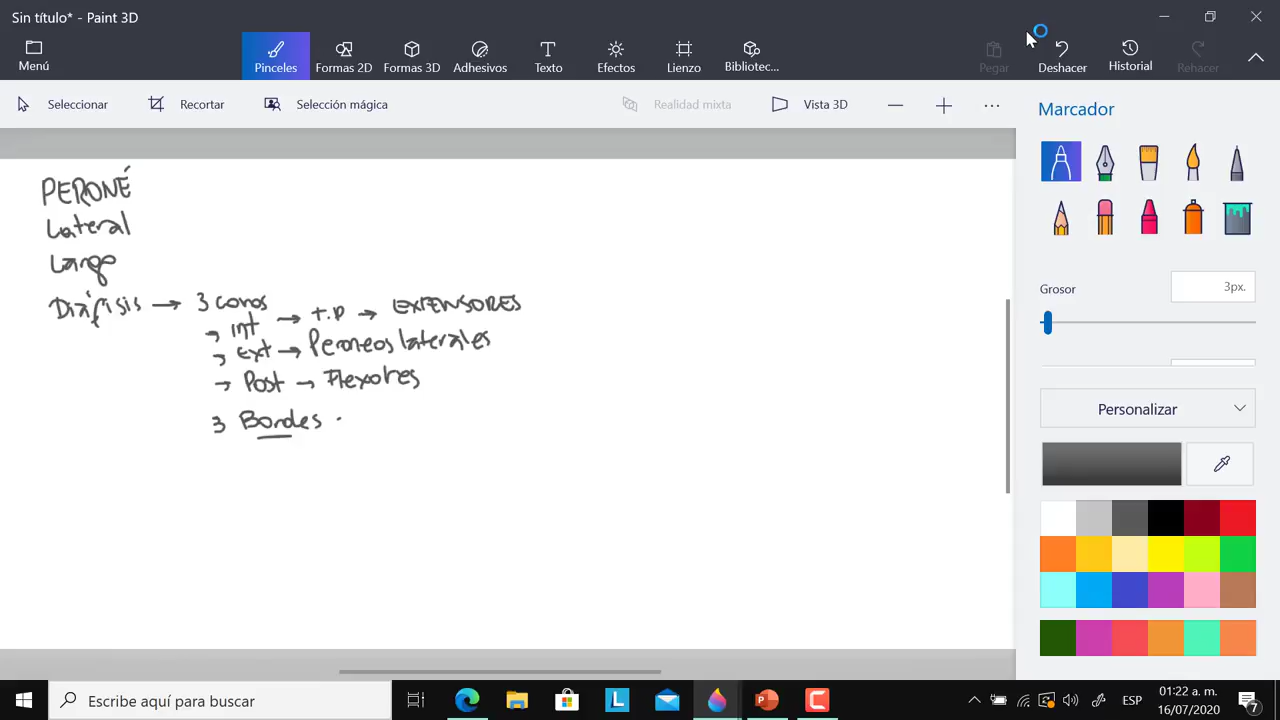 Sin título* - Paint 3D
Menú
Pinceles
Formas 2D
Formas 3D
Adhesivos
Texto
Efectos
Lienzo
Bibliotec...
Pegar
Deshacer
Historial
Rehacer
Seleccionar
Recortar
Selección mágica
Realidad mixta
Vista 3D
Marcador
Grosor
3px.
Personalizar
PERONÉ
Lateral
Largo
Diáfisis → 3 caras
→ Int → T.P → EXTENSORES
→ Ext → Peroneos laterales
→ Post → Flexores
3 Bordes
Escribe aquí para buscar
ESP
01:22 a. m.
16/07/2020
7